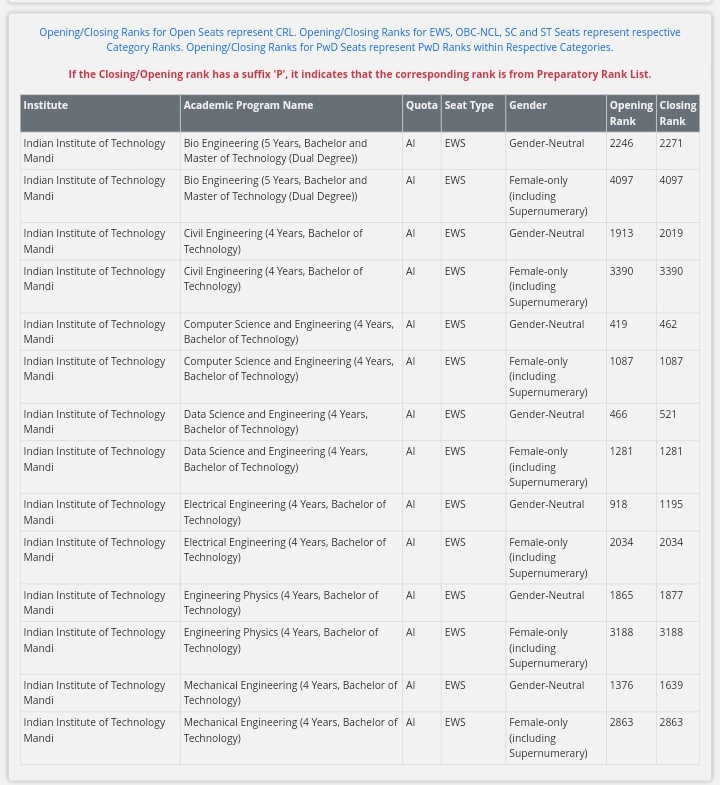 Opening/Closing Ranks for Open Seats represent CRL. Opening/Closing Ranks for EWS, OBC-NCL, SC and ST Seats represent respective
Category Ranks. Opening/Closing Ranks for PwD Seats represent PwD Ranks within Respective Categories.
If the Closing/Opening rank has a suffix 'P', it indicates that the corresponding rank is from Preparatory Rank List.
Institute Academic Program Name Quota Seat Type Gender Opening Closing
Rank Rank
Indian Institute of Technology Bio Engineering (5 Years, Bachelor and AI EWS Gender-Neutral 2246 2271
Mandi Master of Technology (Dual Degree))
Indian Institute of Technology Bio Engineering (5 Years, Bachelor and AI EWS Female-only 4097 4097
Mandi Master of Technology (Dual Degree)) (including
Supernumerary)
Indian Institute of Technology Civil Engineering (4 Years, Bachelor of AI EWS Gender-Neutral 1913 2019
Mandi Technology)
Indian Institute of Technology Civil Engineering (4 Years, Bachelor of AI EWS Female-only 3390 3390
Mandi Technology) (including
Supernumerary)
Indian Institute of Technology Computer Science and Engineering (4 Years, AI EWS Gender-Neutral 419 462
Mandi Bachelor of Technology)
Indian Institute of Technology Computer Science and Engineering (4 Years, AI EWS Female-only 1087 1087
Mandi Bachelor of Technology) (including
Supernumerary)
Indian Institute of Technology Data Science and Engineering (4 Years, AI EWS Gender-Neutral 466 521
Mandi Bachelor of Technology)
Indian Institute of Technology Data Science and Engineering (4 Years, AI EWS Female-only 1281 1281
Mandi Bachelor of Technology) (including
Supernumerary)
Indian Institute of Technology Electrical Engineering (4 Years, Bachelor of AI EWS Gender-Neutral 918 1195
Mandi Technology)
Indian Institute of Technology Electrical Engineering (4 Years, Bachelor of AI EWS Female-only 2034 2034
Mandi Technology) (including
Supernumerary)
Indian Institute of Technology Engineering Physics (4 Years, Bachelor of AI EWS Gender-Neutral 1865 1877
Mandi Technology)
Indian Institute of Technology Engineering Physics (4 Years, Bachelor of AI EWS Female-only 3188 3188
Mandi Technology) (including
Supernumerary)
Indian Institute of Technology Mechanical Engineering (4 Years, Bachelor of AI EWS Gender-Neutral 1376 1639
Mandi Technology)
Indian Institute of Technology Mechanical Engineering (4 Years, Bachelor of AI EWS Female-only 2863 2863
Mandi Technology) (including
Supernumerary)